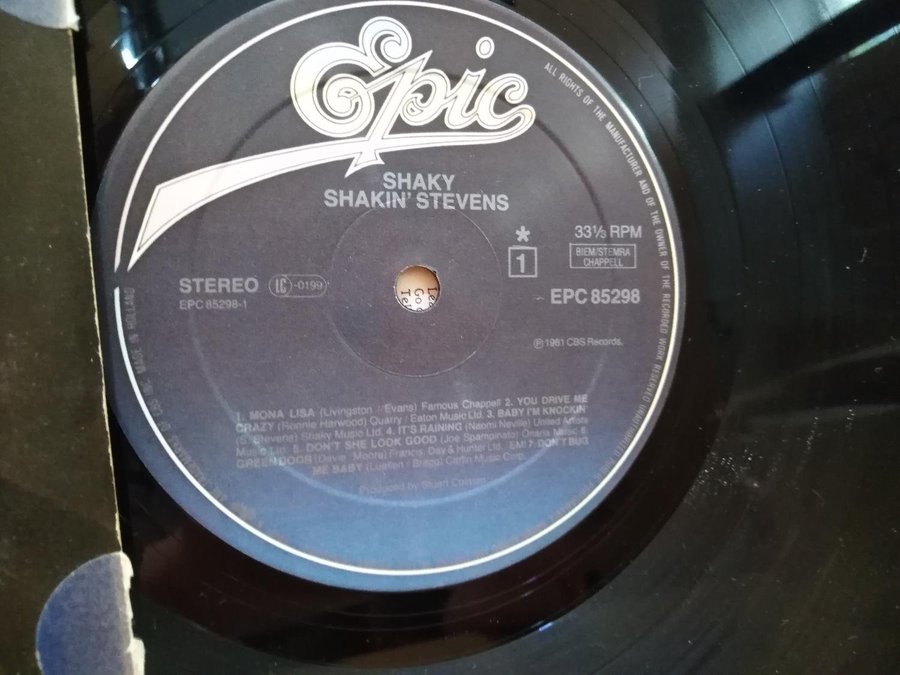 Epic
SHAKY
SHAKIN' STEVENS
33⅓ RPM
*
1
BIEM/STEMRA
CHAPPELL
STEREO
IC -0199
EPC 85298-1
EPC 85298
℗ 1981 CBS Records.
1. MONA LISA (Livingston / Evans) Famous Chappell 2. YOU DRIVE ME
CRAZY (Ronnie Harwood) Quarry / Eaton Music Ltd. 3. BABY I'M KNOCKIN'
(S. Stevens) Shaky Music Ltd. 4. IT'S RAINING (Naomi Neville) United Artists
Music Ltd. 5. DON'T SHE LOOK GOOD (Joe Spampinato) Music 6.
GREEN DOOR (Davie / Moore) Francis, Day & Hunter Ltd. / EMI 7. DON'T BUG
ME BABY ( / Bragg) Carlin Music Corp.
Produced by Stuart Colman
ALL RIGHTS OF THE MANUFACTURER AND OF THE OWNER OF THE RECORDED WORK RESERVED
MADE IN HOLLAND
Le
Go
Te